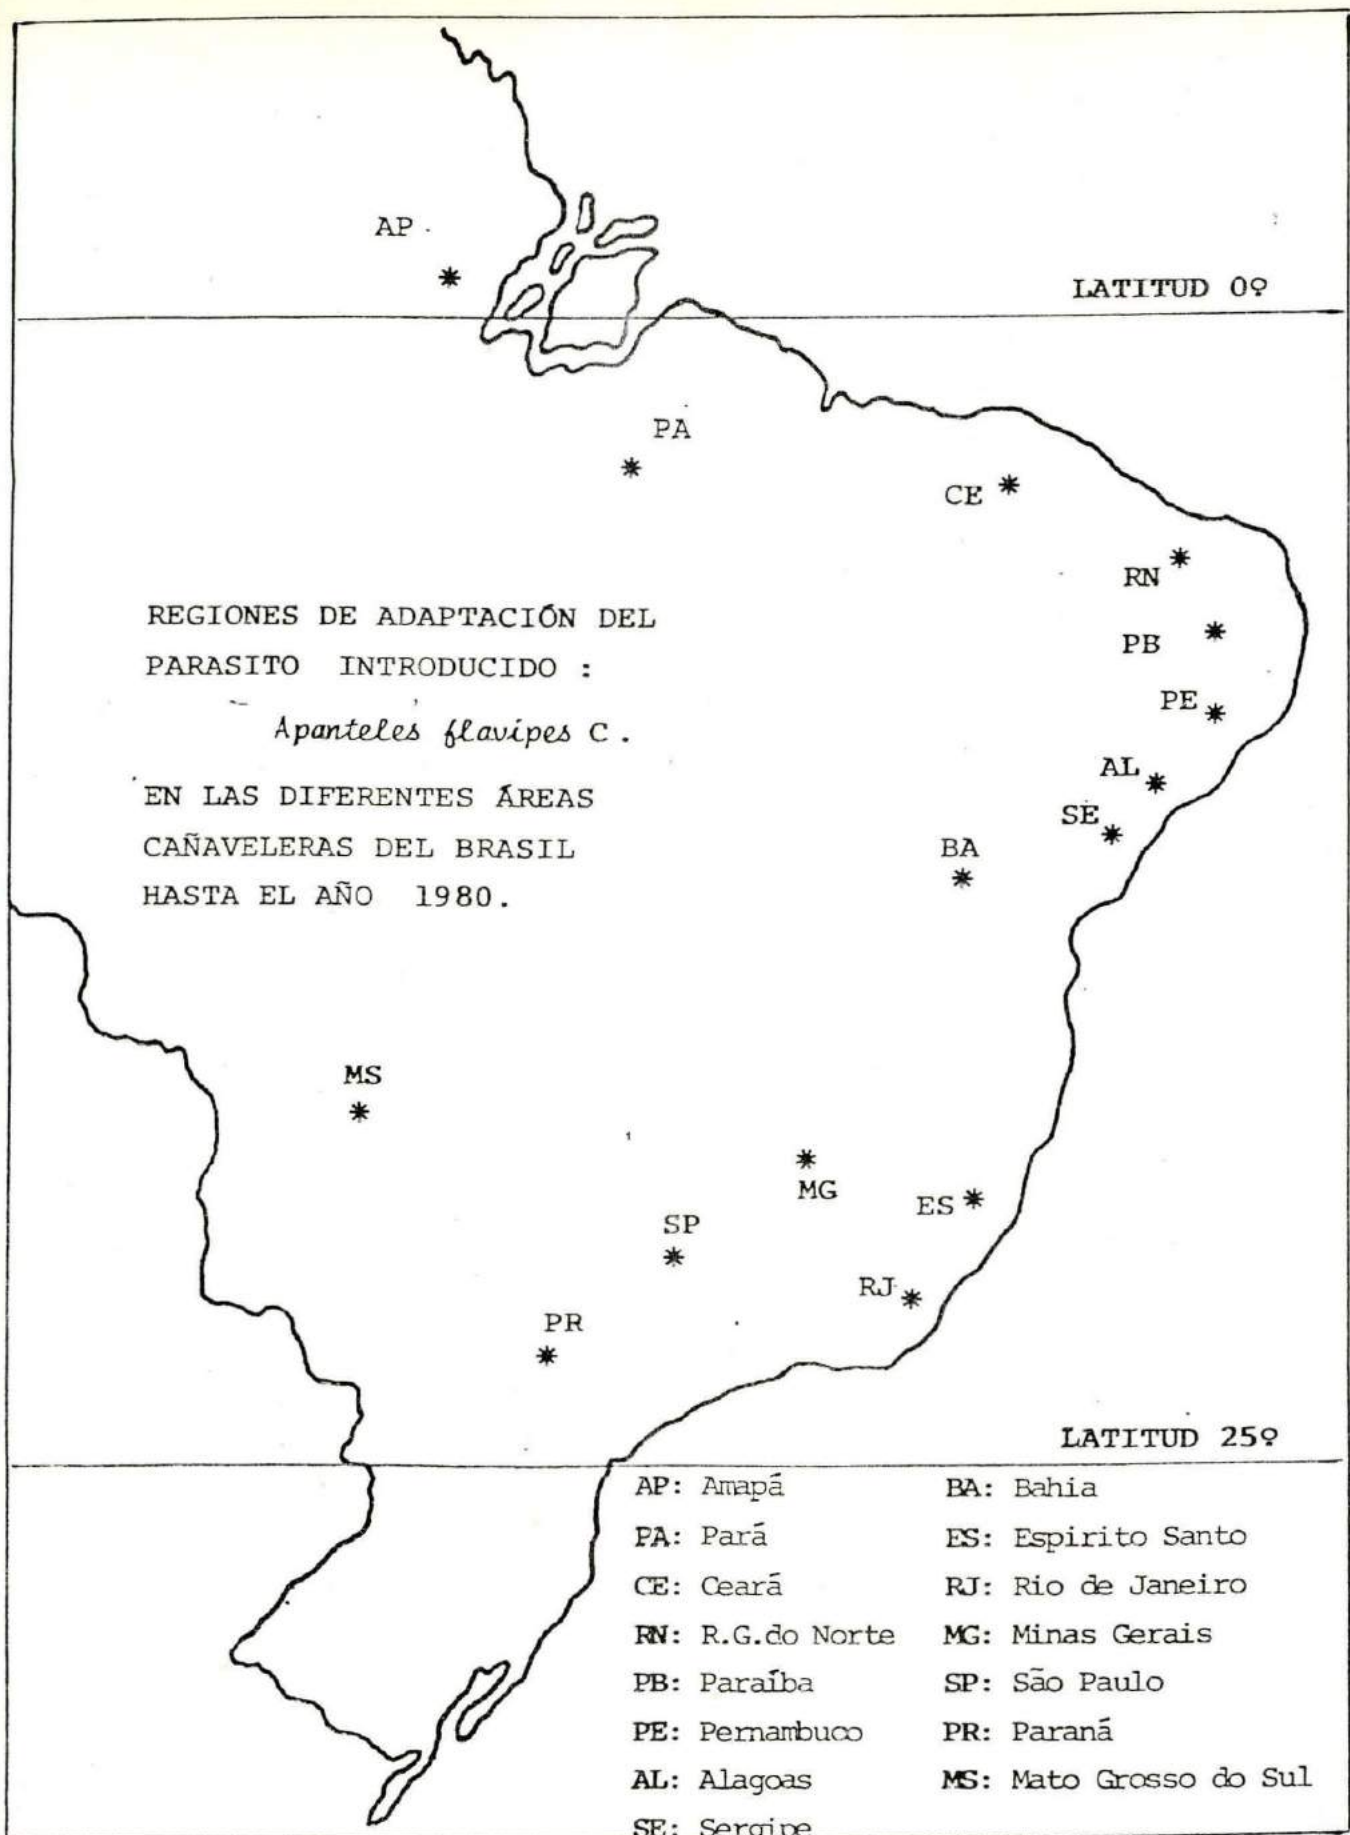 AP
LATITUD 0º
PA
CE
RN
REGIONES DE ADAPTACIÓN DEL
PARASITO INTRODUCIDO :
Apanteles flavipes C.
EN LAS DIFERENTES ÁREAS
CAÑAVELERAS DEL BRASIL
HASTA EL AÑO 1980.
PB
PE
AL
SE
BA
MS
MG
ES
SP
RJ
PR
LATITUD 25º
AP: Amapá
PA: Pará
CE: Ceará
RN: R.G.do Norte
PB: Paraíba
PE: Pernambuco
AL: Alagoas
SE: Sergipe
BA: Bahia
ES: Espirito Santo
RJ: Rio de Janeiro
MG: Minas Gerais
SP: São Paulo
PR: Paraná
MS: Mato Grosso do Sul